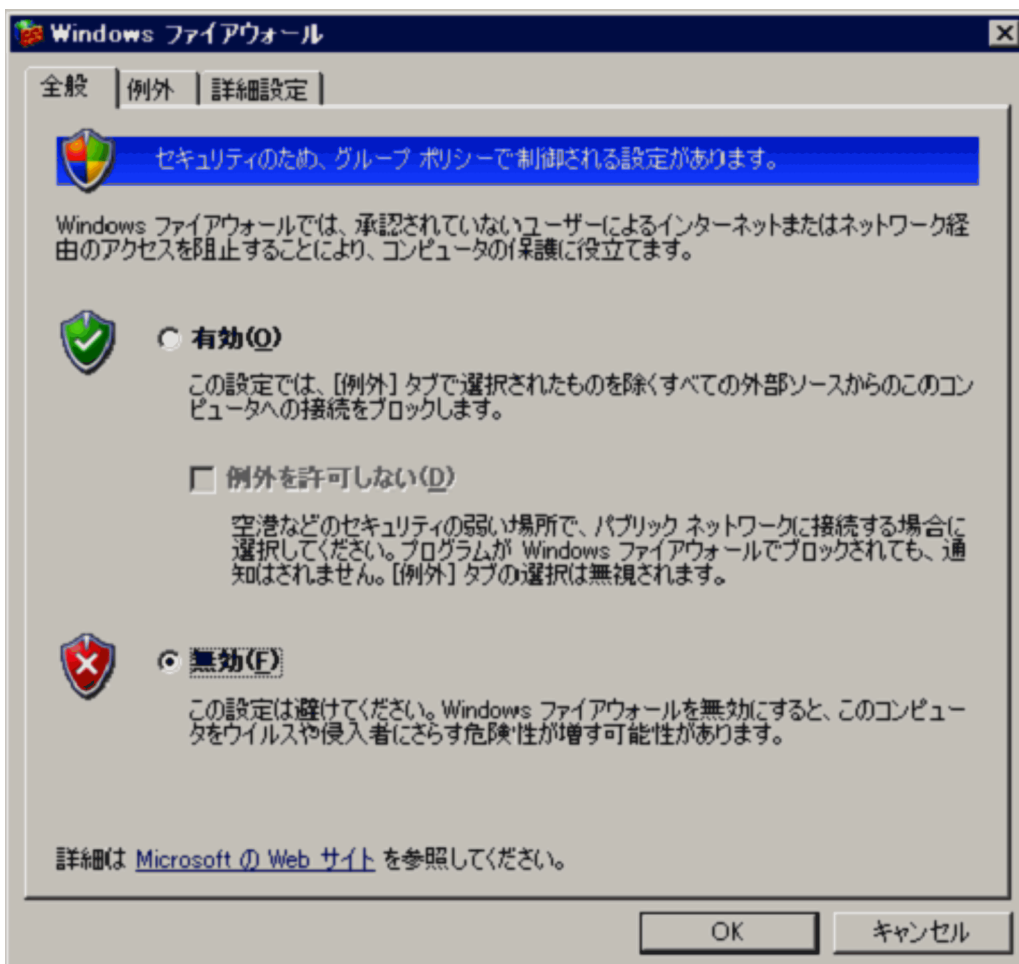 Windows ファイアウォール
全般
例外
詳細設定
セキュリティのため、グループ ポリシーで制御される設定があります。
Windows ファイアウォールでは、承認されていないユーザーによるインターネットまたはネットワーク経
由のアクセスを阻止することにより、コンピュータの保護に役立てます。
有効(O)
この設定では、[例外] タブで選択されたものを除くすべての外部ソースからのこのコン
ピュータへの接続をブロックします。
例外を許可しない(D)
空港などのセキュリティの弱い場所で、パブリック ネットワークに接続する場合に
選択してください。プログラムが Windows ファイアウォールでブロックされても、通
知はされません。[例外] タブの選択は無視されます。
無効(F)
この設定は避けてください。Windows ファイアウォールを無効にすると、このコンピュー
タをウイルスや侵入者にさらす危険性が増す可能性があります。
詳細は Microsoft の Web サイト を参照してください。
OK
キャンセル